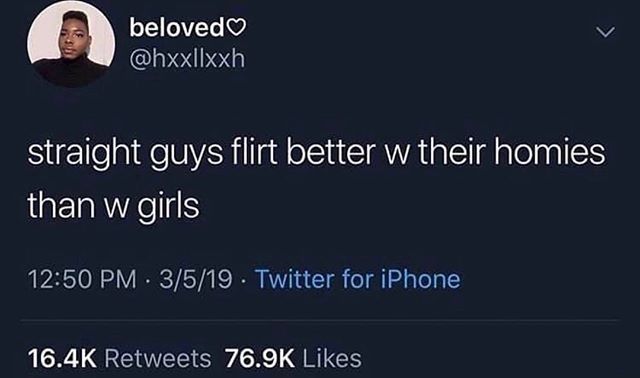 beloved♡
@hxxllxxh
straight guys flirt better w their homies
than w girls
12:50 PM · 3/5/19 · Twitter for iPhone
16.4K Retweets 76.9K Likes